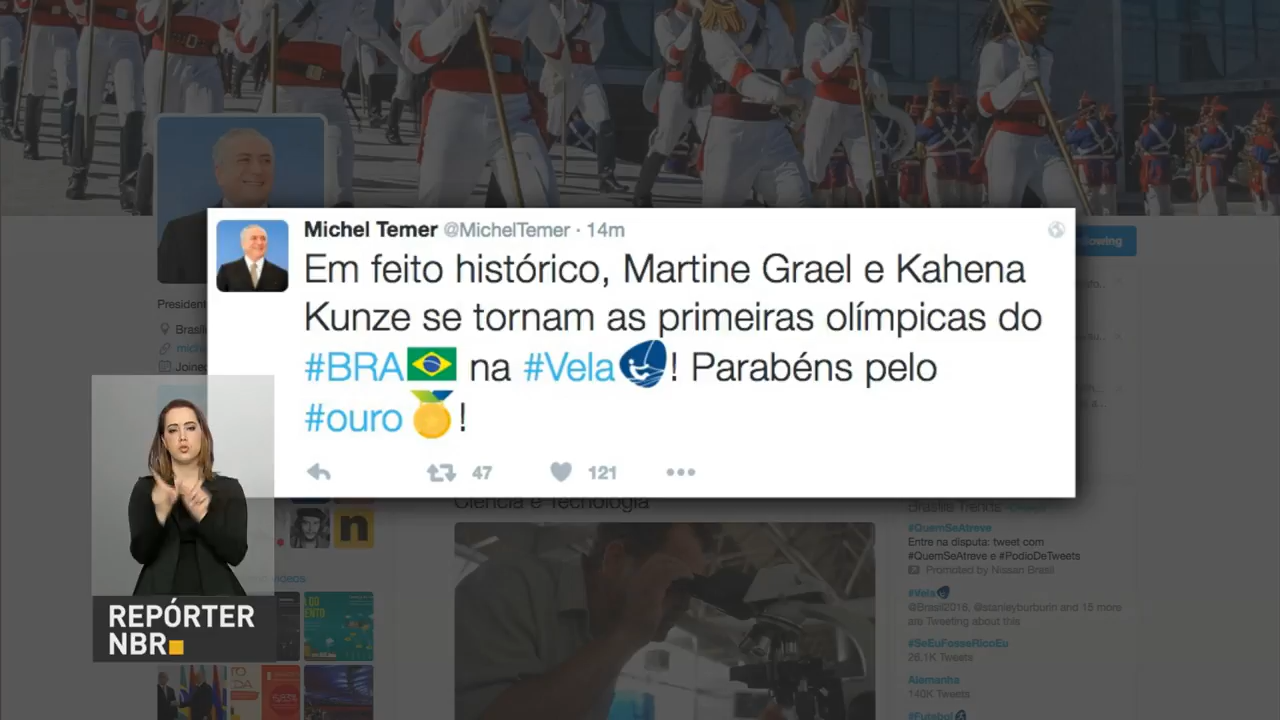 Michel Temer @MichelTemer · 14m
Em feito histórico, Martine Grael e Kahena
Kunze se tornam as primeiras olímpicas do
#BRA na #Vela! Parabéns pelo
#ouro!
47 121
Following
President
Brasíl
Joined
REPÓRTER
NBR
n
Ciência e Tecnologia
Brasília Trends
#QuemSeAtreve
Entre na disputa: tweet com
#QuemSeAtreve e #PodioDeTweets
Promoted by Nissan Brasil
#Vela
@Brasil2016, @stanleyburburin and 15 more
are Tweeting about this
#SeEuFosseRicoEu
26.1K Tweets
Alemanha
140K Tweets
#Futebol